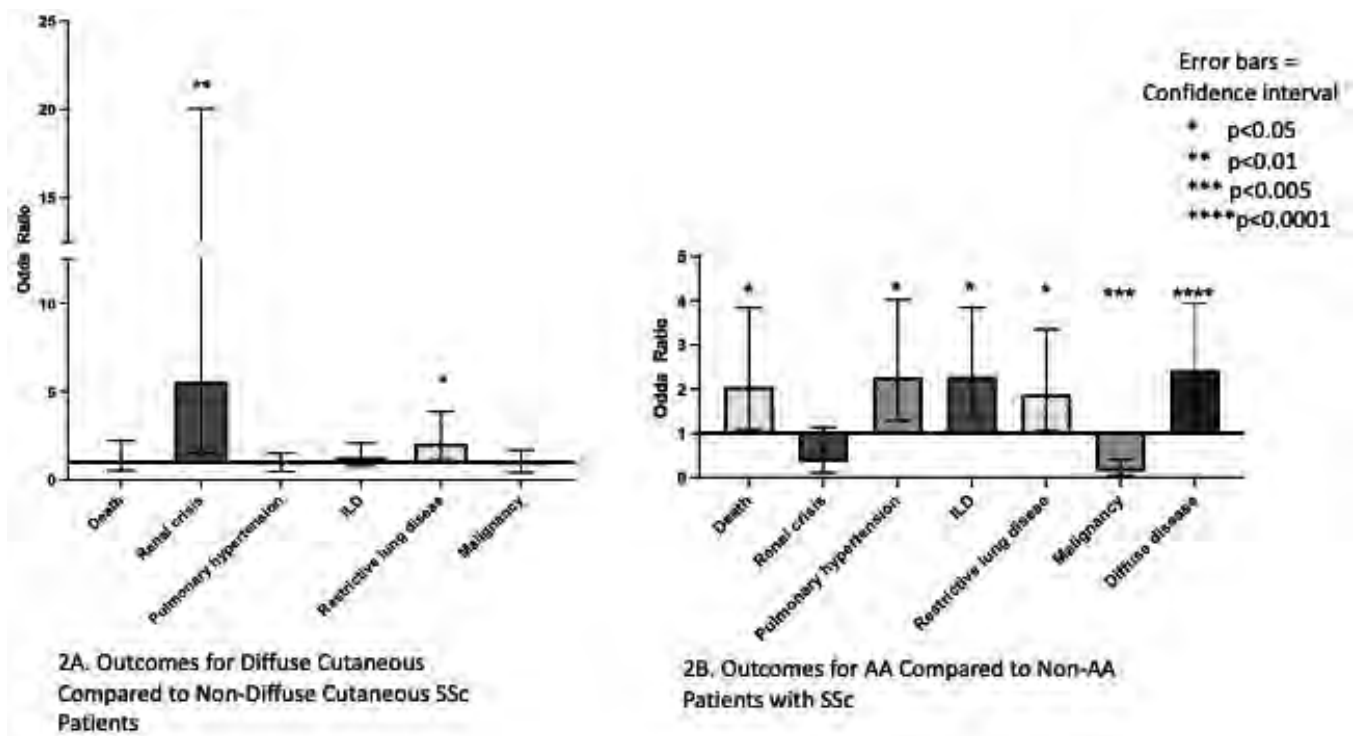 25
20
15
10
5
0
Odds Ratio
**
*
Death
Renal crisis
Pulmonary hypertension
ILD
Restrictive lung disease
Malignancy
2A. Outcomes for Diffuse Cutaneous
Compared to Non-Diffuse Cutaneous SSc
Patients
Error bars =
Confidence interval
* p<0.05
** p<0.01
*** p<0.005
****p<0.0001
5
4
3
2
1
0
Odds Ratio
* * * * *** ****
Death
Renal crisis
Pulmonary hypertension
ILD
Restrictive lung disease
Malignancy
Diffuse disease
2B. Outcomes for AA Compared to Non-AA
Patients with SSc